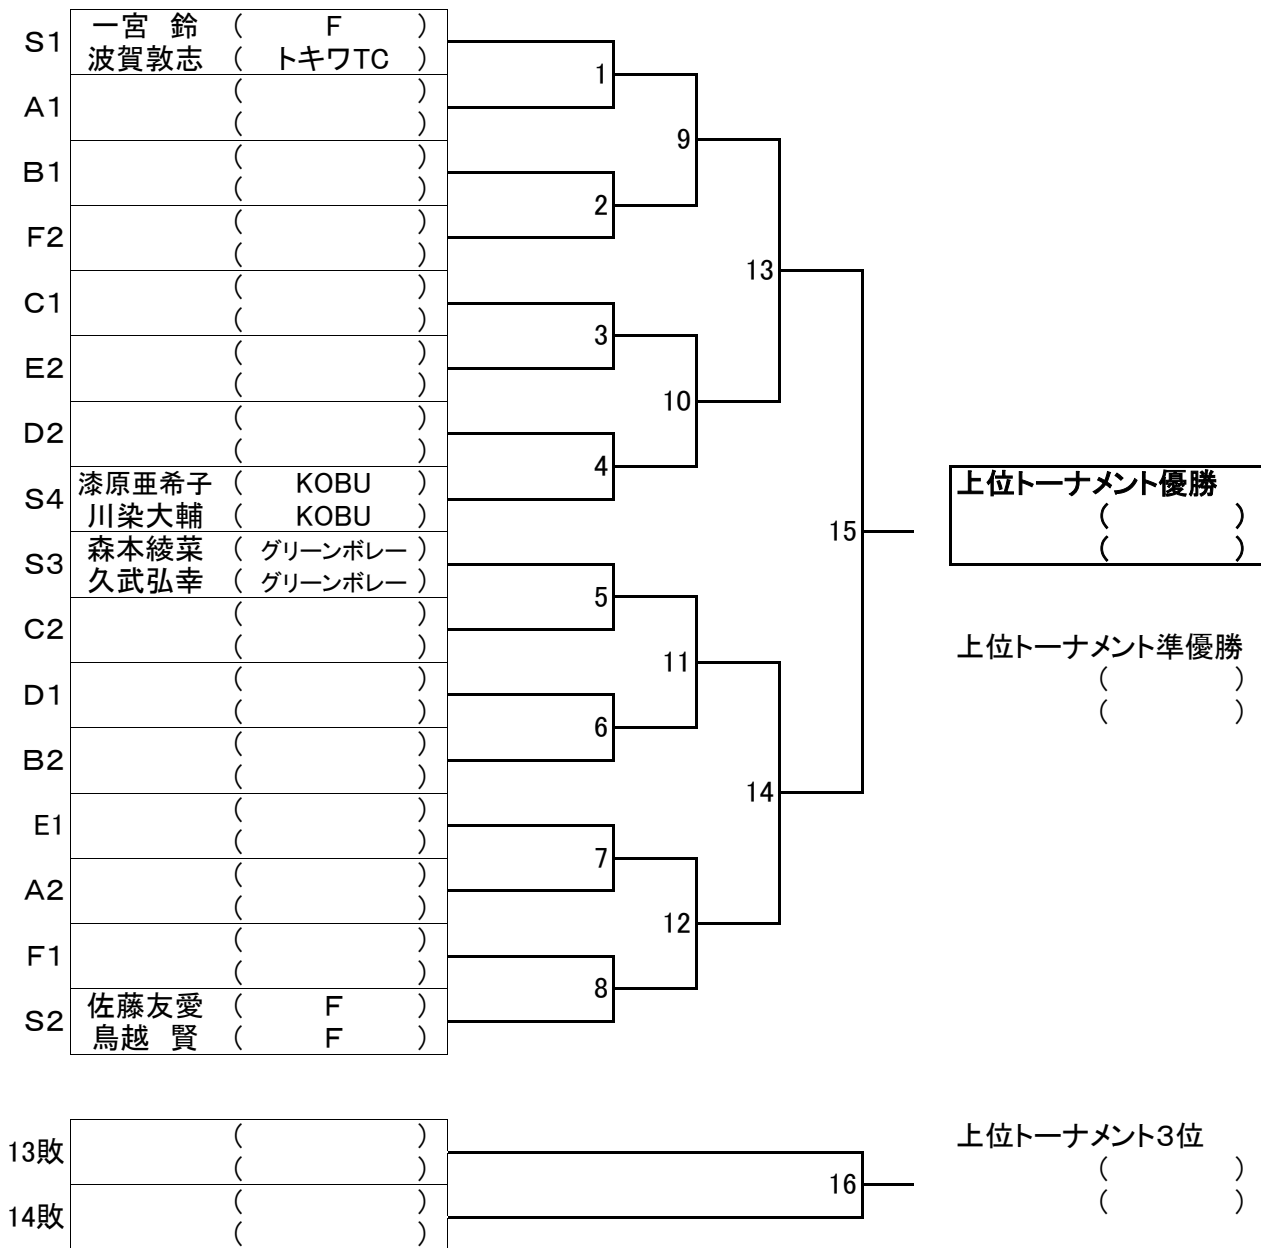 S1 一宮 鈴 ( F )
波賀敦志 ( トキワTC )
1
A1 ( )
( )
9
B1 ( )
( )
2
F2 ( )
( )
13
C1 ( )
( )
3
E2 ( )
( )
10
D2 ( )
( )
4
S4 漆原亜希子 ( KOBU )
川染大輔 ( KOBU )
上位トーナメント優勝
( )
( )
15
S3 森本綾菜 ( グリーンボレー )
久武弘幸 ( グリーンボレー )
5
C2 ( )
( )
上位トーナメント準優勝
( )
( )
11
D1 ( )
( )
6
B2 ( )
( )
14
E1 ( )
( )
7
A2 ( )
( )
12
F1 ( )
( )
8
S2 佐藤友愛 ( F )
鳥越 賢 ( F )
13敗 ( )
( )
上位トーナメント3位
( )
( )
16
14敗 ( )
( )